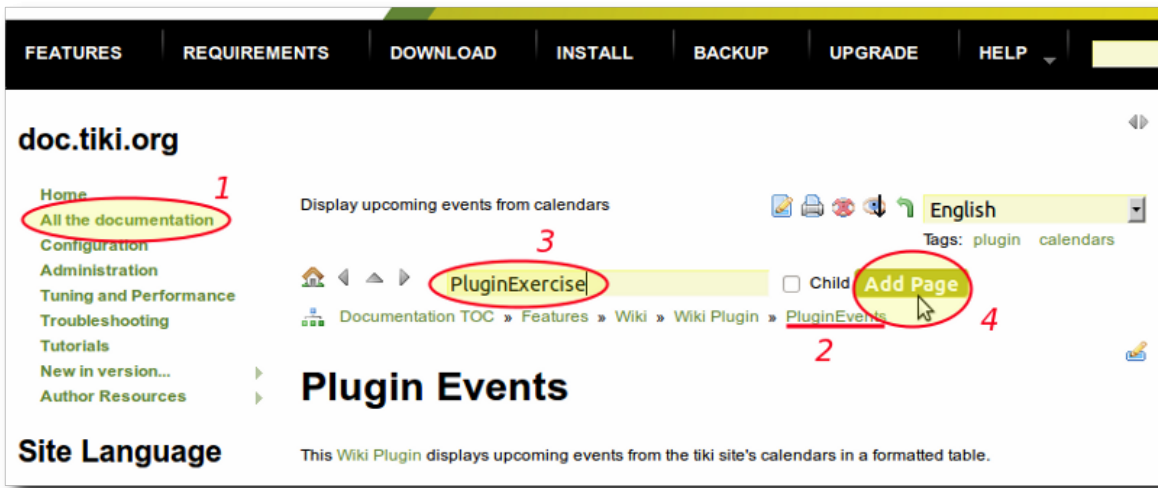 FEATURES REQUIREMENTS DOWNLOAD INSTALL BACKUP UPGRADE HELP
doc.tiki.org
Home
All the documentation
Configuration
Administration
Tuning and Performance
Troubleshooting
Tutorials
New in version...
Author Resources
Site Language
1
Display upcoming events from calendars
English
Tags: plugin calendars
3
PluginExercise
Child
Add Page
4
Documentation TOC » Features » Wiki » Wiki Plugin » PluginEvents
2
Plugin Events
This Wiki Plugin displays upcoming events from the tiki site's calendars in a formatted table.